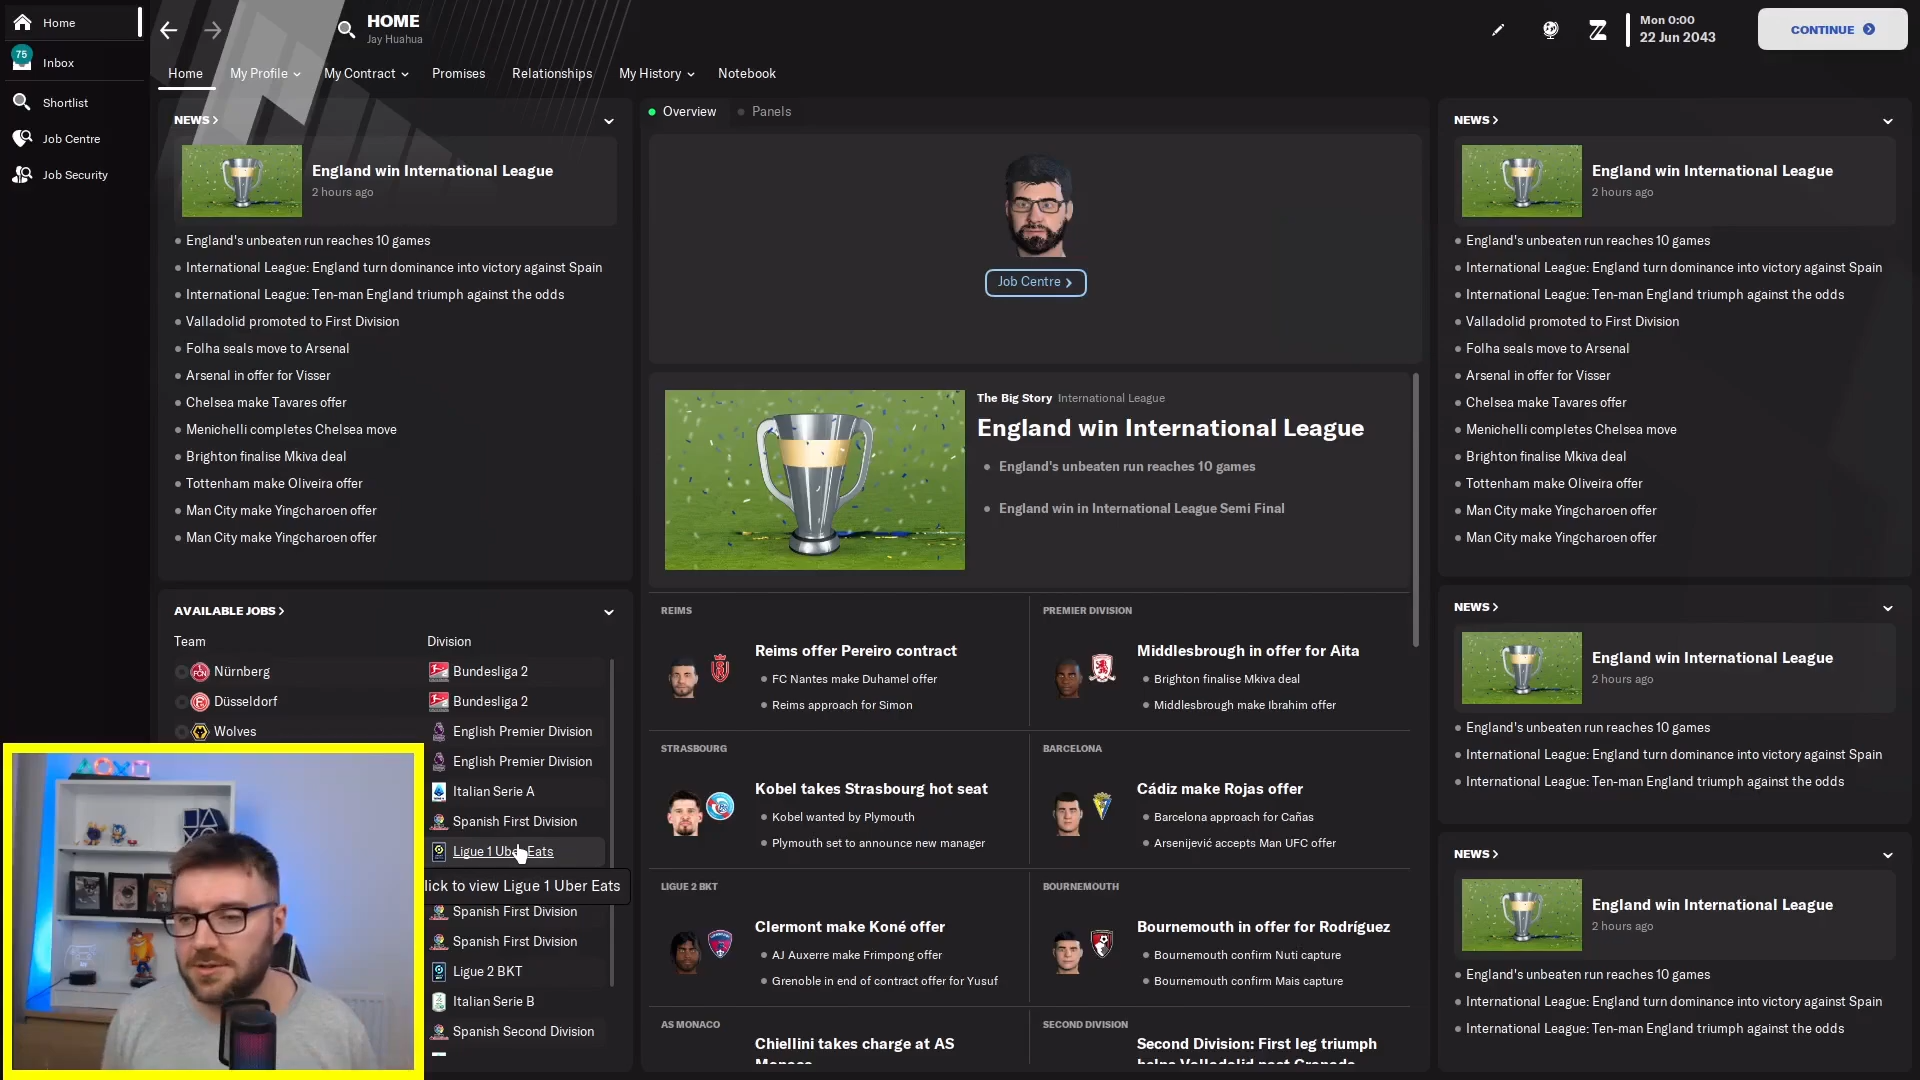 Home
75
Inbox
Shortlist
Job Centre
Job Security
HOME
Jay Huahua
Mon 0:00
22 Jun 2043
CONTINUE
Home
My Profile
My Contract
Promises
Relationships
My History
Notebook
NEWS >
England win International League
2 hours ago
England's unbeaten run reaches 10 games
International League: England turn dominance into victory against Spain
International League: Ten-man England triumph against the odds
Valladolid promoted to First Division
Folha seals move to Arsenal
Arsenal in offer for Visser
Chelsea make Tavares offer
Menichelli completes Chelsea move
Brighton finalise Mkiva deal
Tottenham make Oliveira offer
Man City make Yingcharoen offer
Man City make Yingcharoen offer
AVAILABLE JOBS >
Team Division
Nürnberg Bundesliga 2
Düsseldorf Bundesliga 2
Wolves English Premier Division
English Premier Division
Italian Serie A
Spanish First Division
Ligue 1 Uber Eats
lick to view Ligue 1 Uber Eats
Spanish First Division
Spanish First Division
Ligue 2 BKT
Italian Serie B
Spanish Second Division
Overview
Panels
Job Centre >
The Big Story International League
England win International League
England's unbeaten run reaches 10 games
England win in International League Semi Final
REIMS
Reims offer Pereiro contract
FC Nantes make Duhamel offer
Reims approach for Simon
PREMIER DIVISION
Middlesbrough in offer for Aita
Brighton finalise Mkiva deal
Middlesbrough make Ibrahim offer
STRASBOURG
Kobel takes Strasbourg hot seat
Kobel wanted by Plymouth
Plymouth set to announce new manager
BARCELONA
Cádiz make Rojas offer
Barcelona approach for Cañas
Arsenijević accepts Man UFC offer
LIGUE 2 BKT
Clermont make Koné offer
AJ Auxerre make Frimpong offer
Grenoble in end of contract offer for Yusuf
BOURNEMOUTH
Bournemouth in offer for Rodríguez
Bournemouth confirm Nuti capture
Bournemouth confirm Mais capture
AS MONACO
Chiellini takes charge at AS
Monaco
SECOND DIVISION
Second Division: First leg triumph
helps Valladolid past Granada
NEWS >
England win International League
2 hours ago
England's unbeaten run reaches 10 games
International League: England turn dominance into victory against Spain
International League: Ten-man England triumph against the odds
Valladolid promoted to First Division
Folha seals move to Arsenal
Arsenal in offer for Visser
Chelsea make Tavares offer
Menichelli completes Chelsea move
Brighton finalise Mkiva deal
Tottenham make Oliveira offer
Man City make Yingcharoen offer
Man City make Yingcharoen offer
NEWS >
England win International League
2 hours ago
England's unbeaten run reaches 10 games
International League: England turn dominance into victory against Spain
International League: Ten-man England triumph against the odds
NEWS >
England win International League
2 hours ago
England's unbeaten run reaches 10 games
International League: England turn dominance into victory against Spain
International League: Ten-man England triumph against the odds